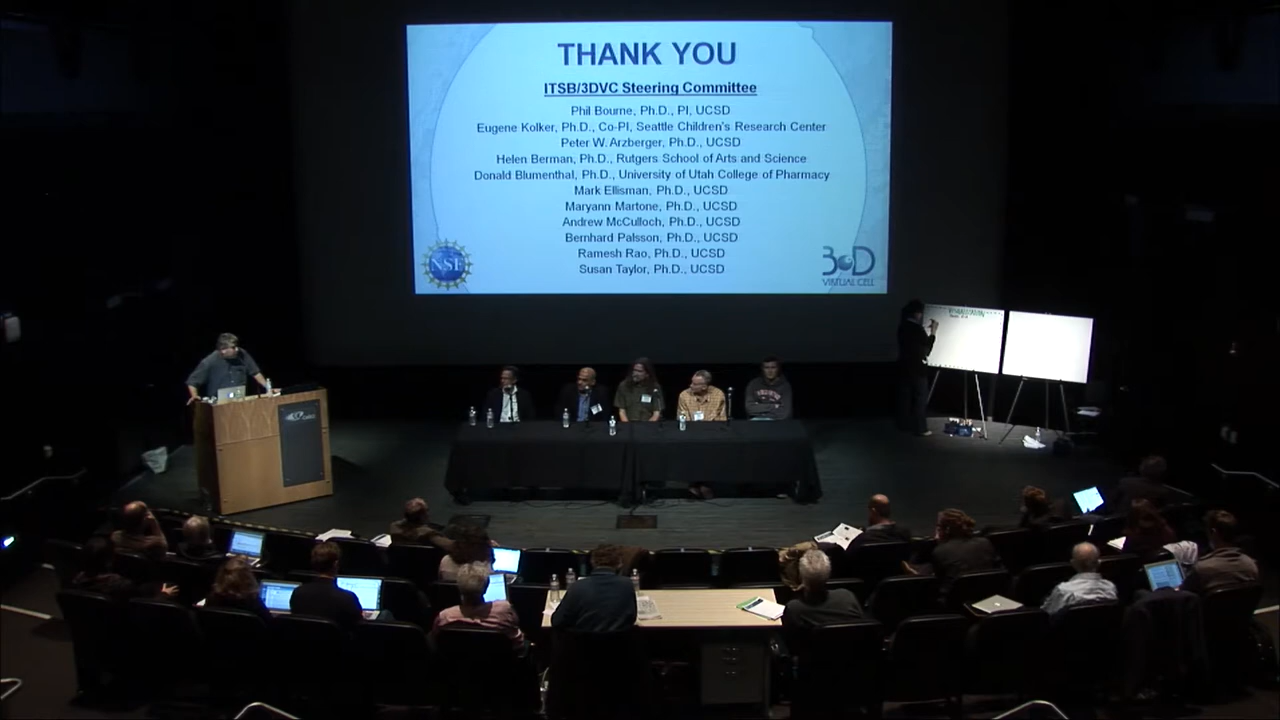 THANK YOU
ITSB/3DVC Steering Committee
Phil Bourne, Ph.D., PI, UCSD
Eugene Kolker, Ph.D., Co-PI, Seattle Children's Research Center
Peter W. Arzberger, Ph.D., UCSD
Helen Berman, Ph.D., Rutgers School of Arts and Science
Donald Blumenthal, Ph.D., University of Utah College of Pharmacy
Mark Ellisman, Ph.D., UCSD
Maryann Martone, Ph.D., UCSD
Andrew McCulloch, Ph.D., UCSD
Bernhard Palsson, Ph.D., UCSD
Ramesh Rao, Ph.D., UCSD
Susan Taylor, Ph.D., UCSD
NSF
3D
VIRTUAL CELL